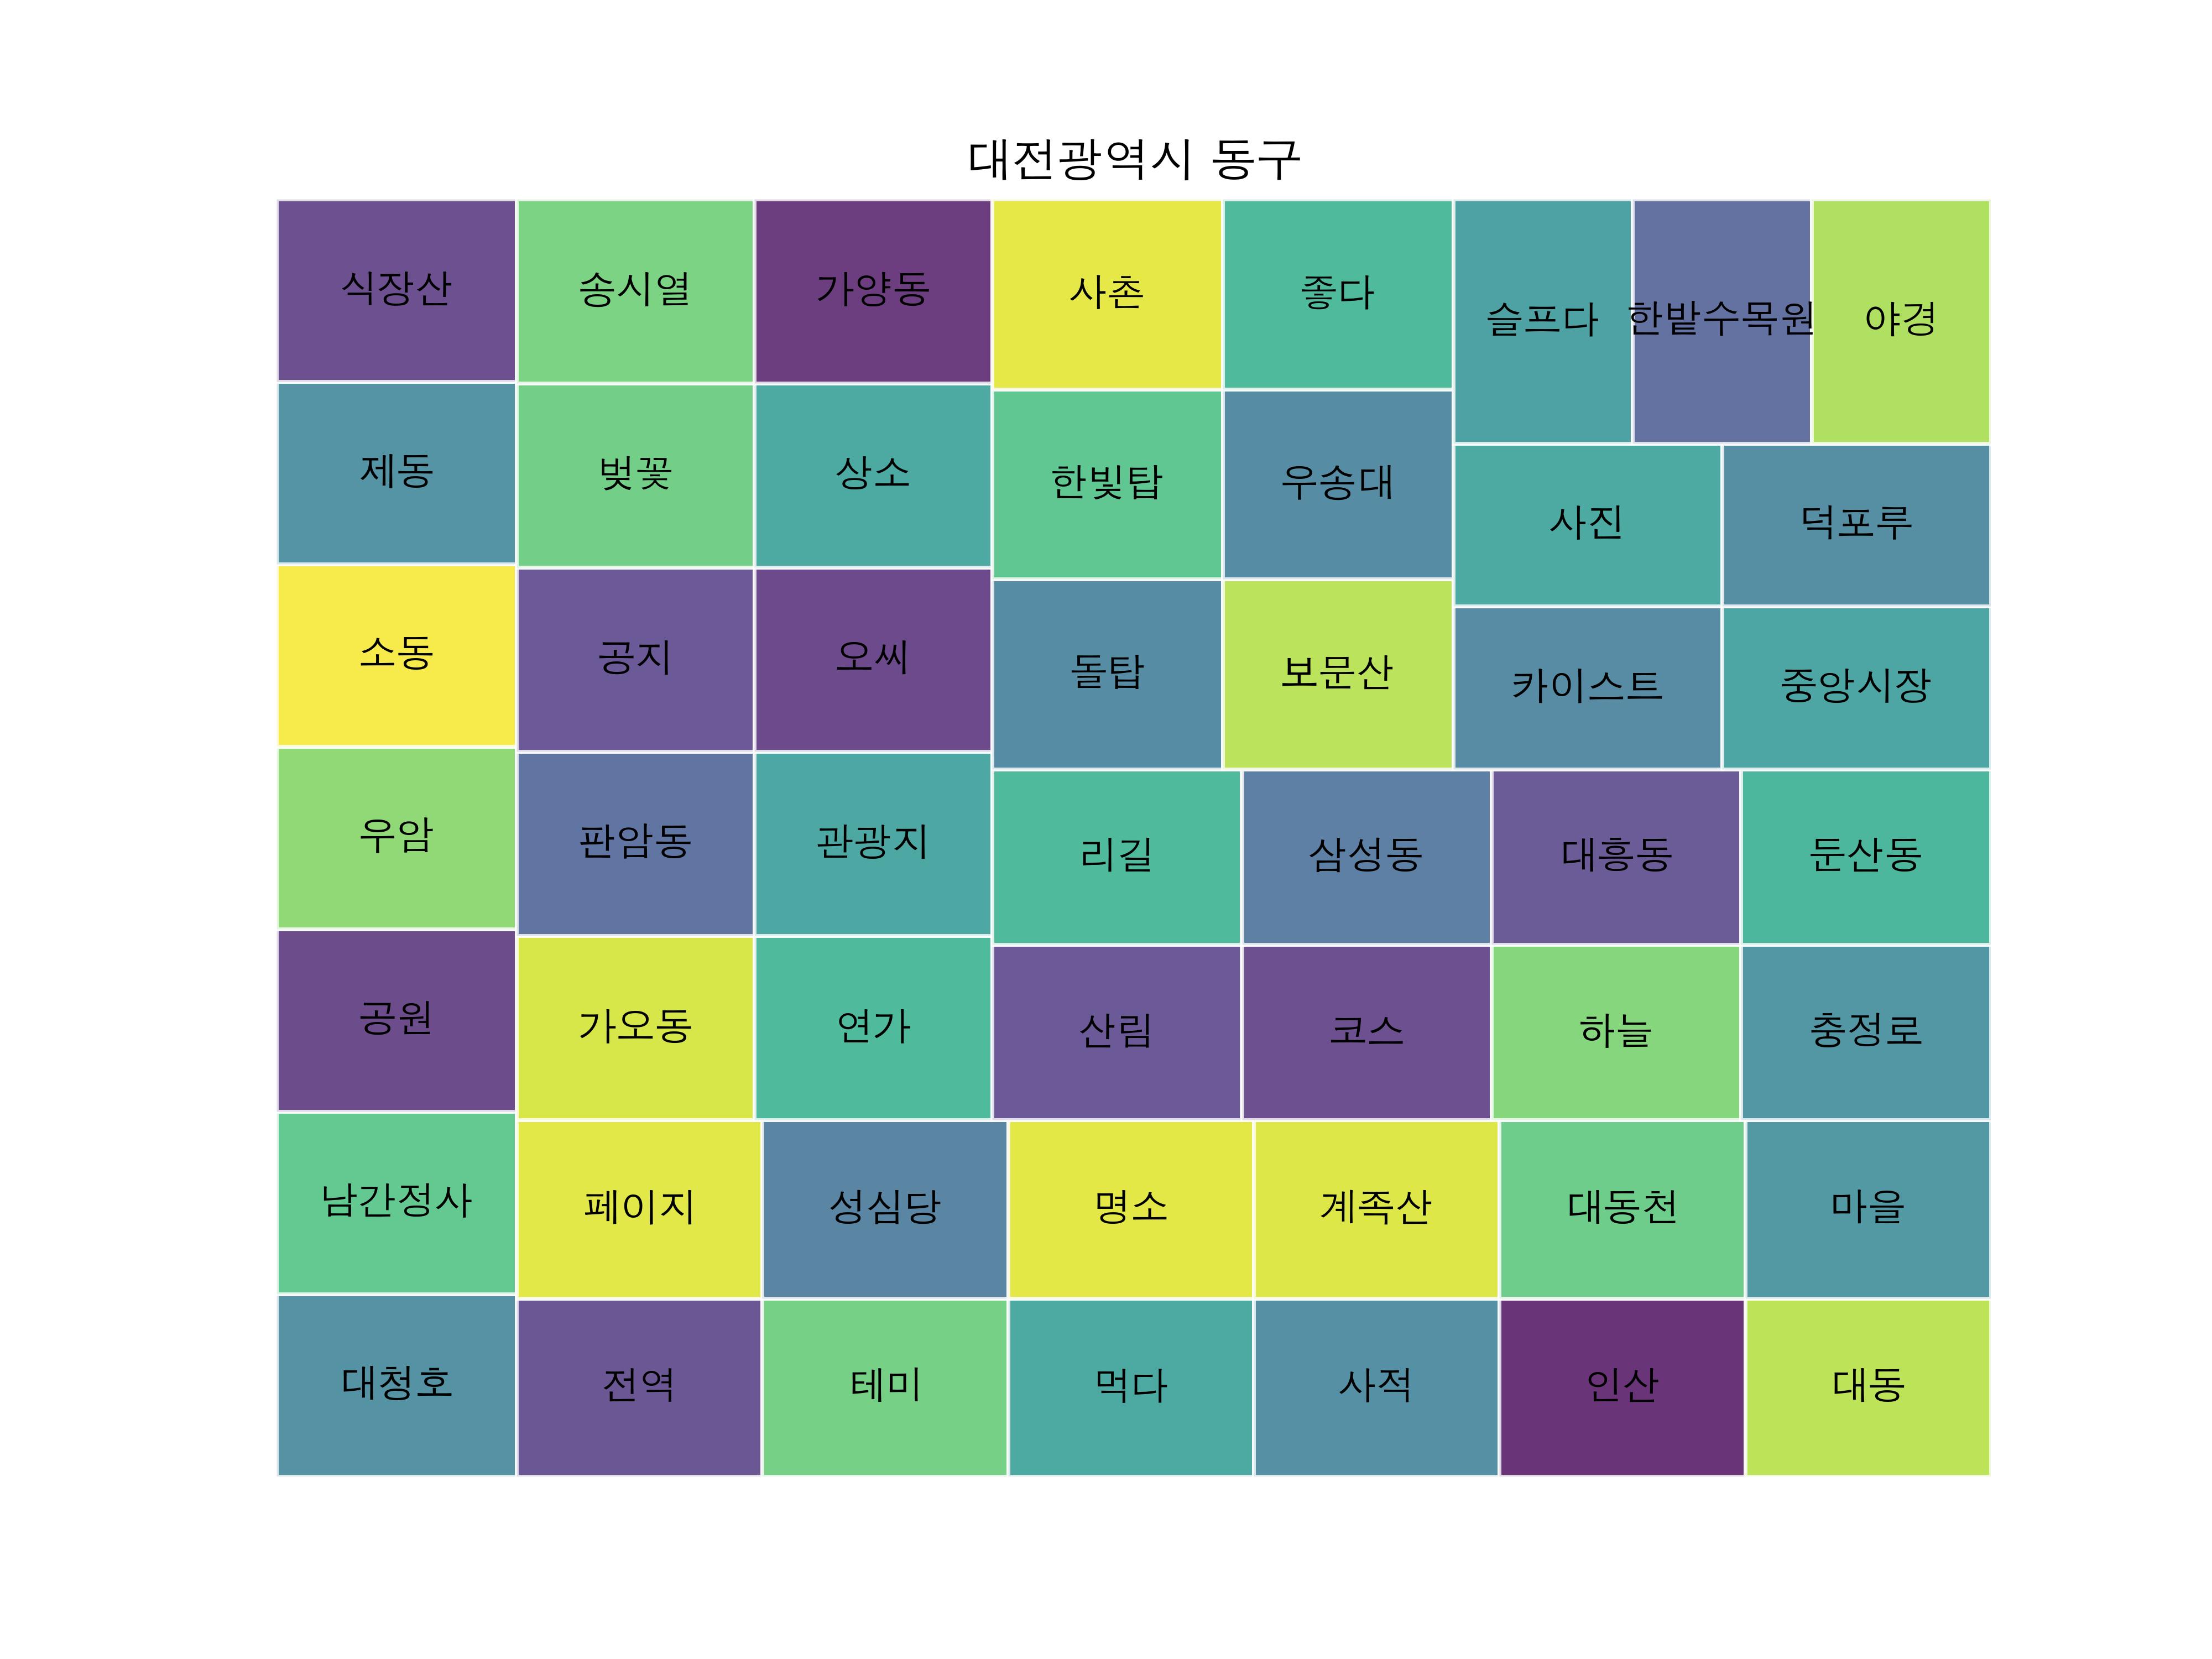 대전광역시 동구
식장산 송시열 가양동 사촌 좋다 슬프다 한밭수목원 야경
제동 벚꽃 상소 한빛탑 우송대 사진 덕포루
소동 공지 오씨 돌탑 보문산 카이스트 중앙시장
우암 판암동 관광지 리길 삼성동 대흥동 둔산동
공원 가오동 연가 산림 코스 하늘 충정로
남간정사 페이지 성심당 명소 계족산 대동천 마을
대청호 전역 테미 먹다 사적 인산 대동